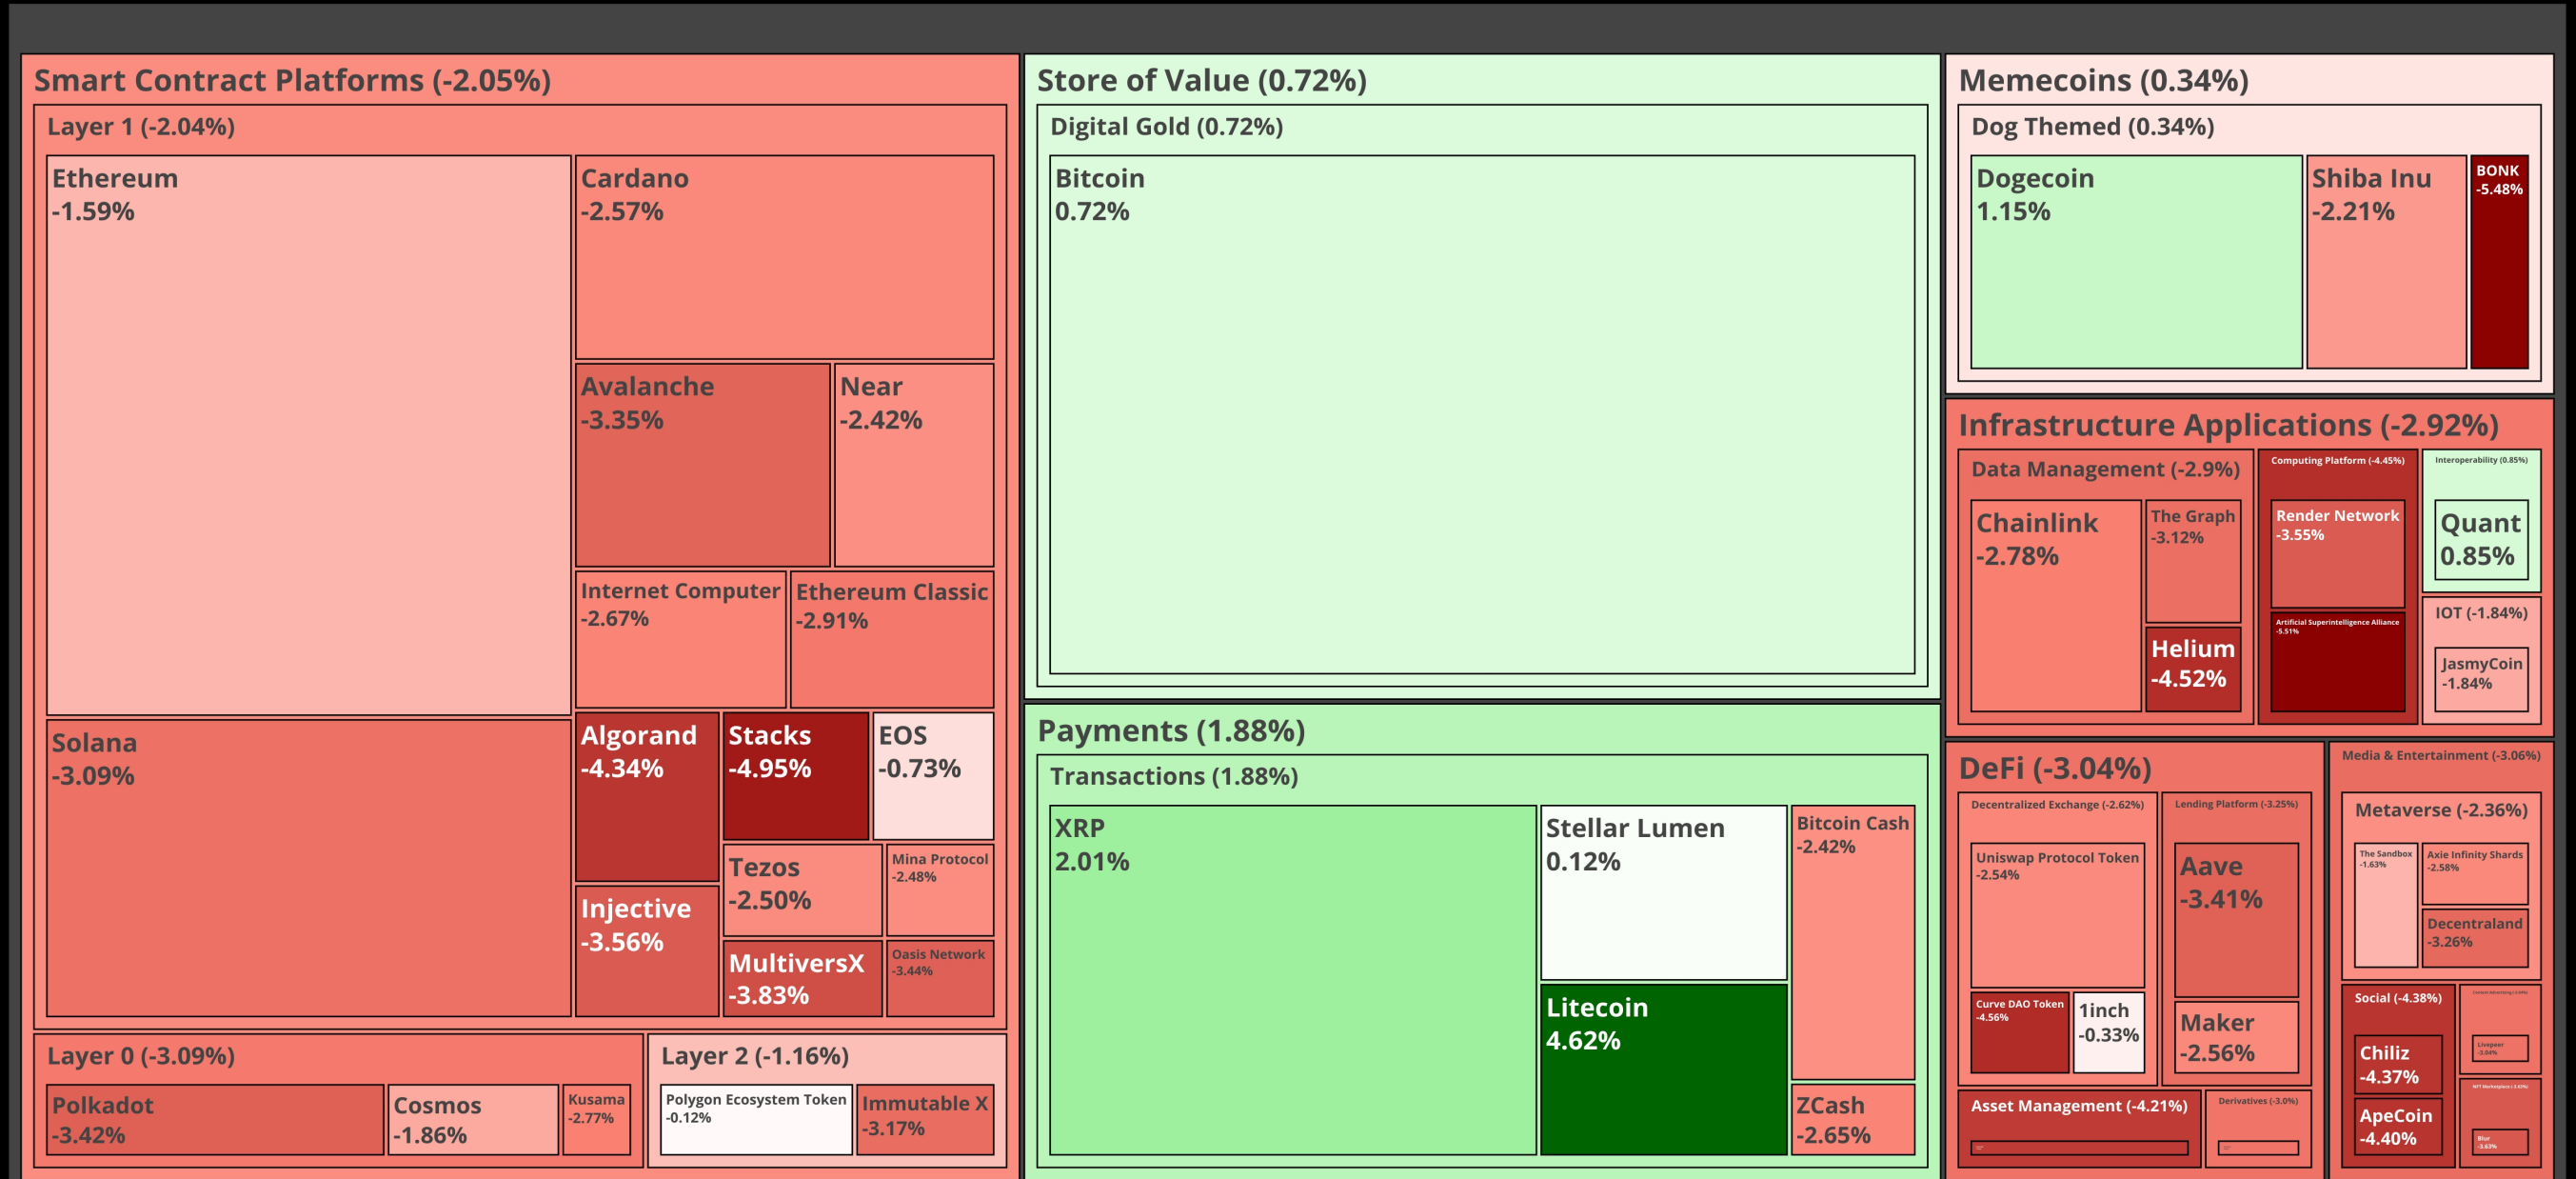 Smart Contract Platforms (-2.05%)
Layer 1 (-2.04%)
Ethereum
-1.59%
Cardano
-2.57%
Avalanche
-3.35%
Near
-2.42%
Internet Computer
-2.67%
Ethereum Classic
-2.91%
Solana
-3.09%
Algorand
-4.34%
Stacks
-4.95%
EOS
-0.73%
Injective
-3.56%
Tezos
-2.50%
Mina Protocol
-2.48%
MultiversX
-3.83%
Oasis Network
-3.44%
Layer 0 (-3.09%)
Polkadot
-3.42%
Cosmos
-1.86%
Kusama
-2.77%
Layer 2 (-1.16%)
Polygon Ecosystem Token
-0.12%
Immutable X
-3.17%
Store of Value (0.72%)
Digital Gold (0.72%)
Bitcoin
0.72%
Payments (1.88%)
Transactions (1.88%)
XRP
2.01%
Stellar Lumen
0.12%
Litecoin
4.62%
Bitcoin Cash
-2.42%
ZCash
-2.65%
Memecoins (0.34%)
Dog Themed (0.34%)
Dogecoin
1.15%
Shiba Inu
-2.21%
BONK
-5.48%
Infrastructure Applications (-2.92%)
Data Management (-2.9%)
Chainlink
-2.78%
The Graph
-3.12%
Helium
-4.52%
Computing Platform (-4.45%)
Render Network
-3.55%
Artificial Superintelligence Alliance
-5.51%
Interoperability (0.85%)
Quant
0.85%
IOT (-1.84%)
JasmyCoin
-1.84%
DeFi (-3.04%)
Decentralized Exchange (-2.62%)
Uniswap Protocol Token
-2.54%
Curve DAO Token
-4.56%
1inch
-0.33%
Lending Platform (-3.25%)
Aave
-3.41%
Maker
-2.56%
Asset Management (-4.21%)
Derivatives (-3.0%)
Media & Entertainment (-3.06%)
Metaverse (-2.36%)
The Sandbox
-1.63%
Axie Infinity Shards
-2.58%
Decentraland
-3.26%
Social (-4.38%)
Chiliz
-4.37%
ApeCoin
-4.40%
Livepeer
-3.04%
NFT Marketplace (-3.63%)
Blur
-3.63%